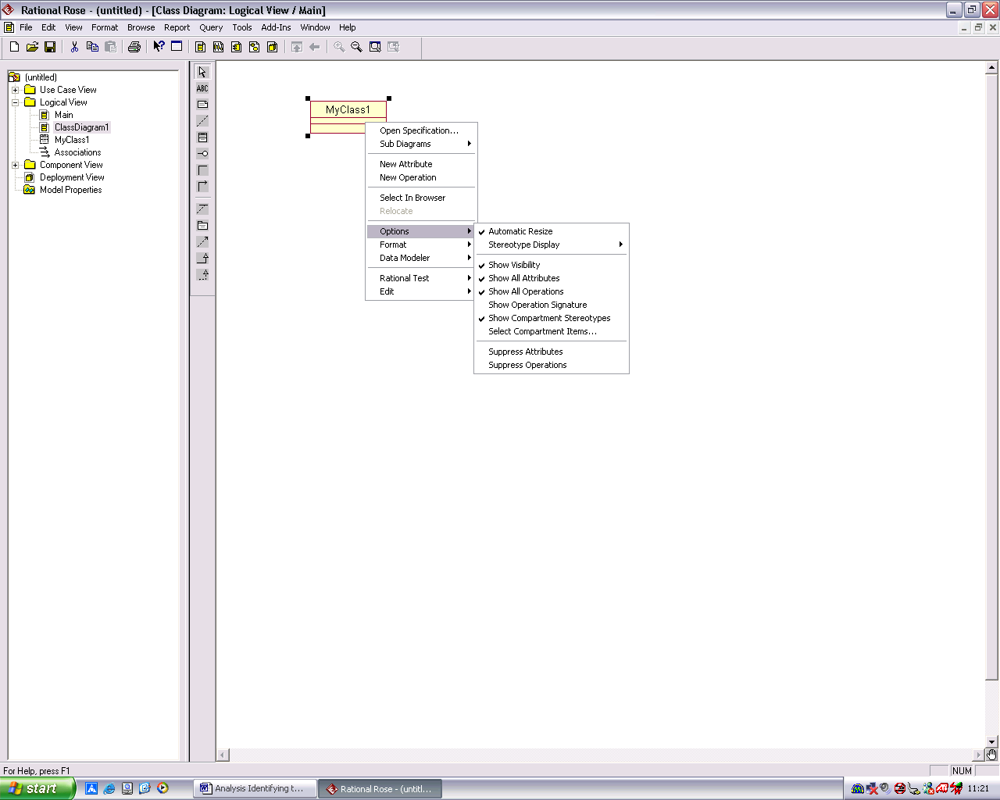 Rational Rose - (untitled) - [Class Diagram: Logical View / Main]
File Edit View Format Browse Report Query Tools Add-Ins Window Help
(untitled)
Use Case View
Logical View
Main
ClassDiagram1
MyClass1
Associations
Component View
Deployment View
Model Properties
ABC
MyClass1
Open Specification...
Sub Diagrams
New Attribute
New Operation
Select In Browser
Relocate
Options
Format
Data Modeler
Rational Test
Edit
Automatic Resize
Stereotype Display
Show Visibility
Show All Attributes
Show All Operations
Show Operation Signature
Show Compartment Stereotypes
Select Compartment Items...
Suppress Attributes
Suppress Operations
For Help, press F1
NUM
start
Analysis Identifying t...
Rational Rose - (untitl...
11:21